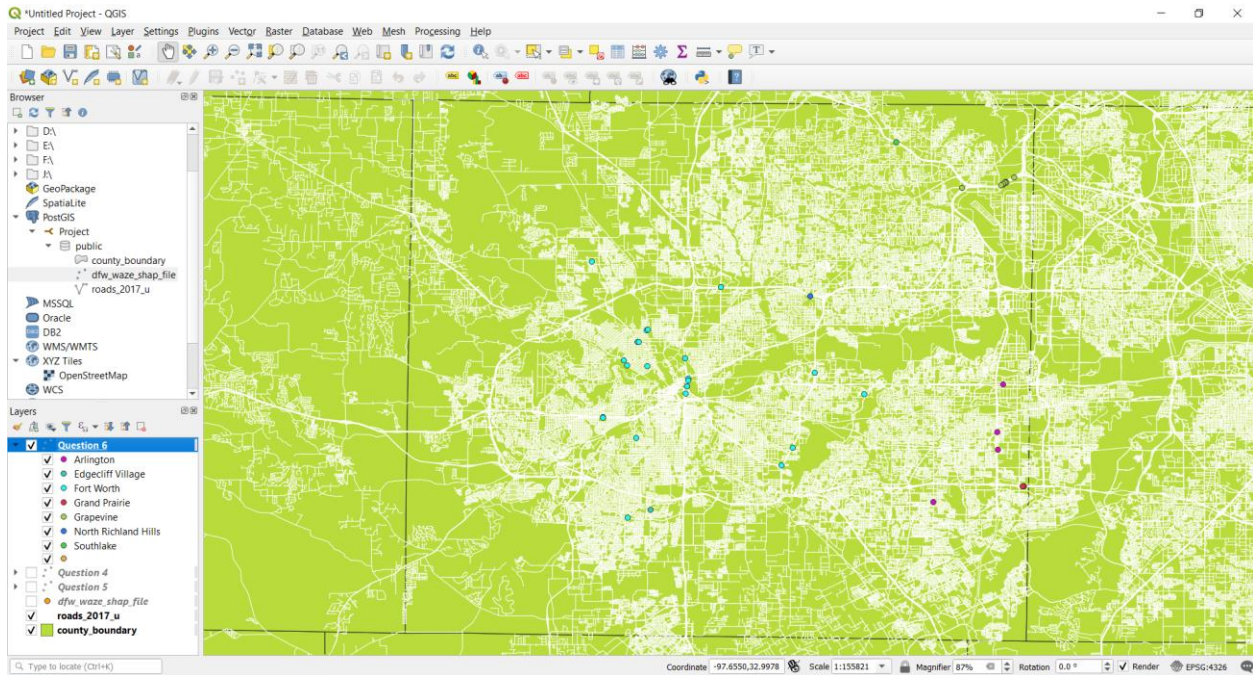 *Untitled Project - QGIS
Project Edit View Layer Settings Plugins Vector Raster Database Web Mesh Processing Help
Browser
D:\
E:\
F:\
J:\
GeoPackage
SpatiaLite
PostGIS
Project
public
county_boundary
dfw_waze_shap_file
roads_2017_u
MSSQL
Oracle
DB2
WMS/WMTS
XYZ Tiles
OpenStreetMap
WCS
Layers
Question 6
Arlington
Edgecliff Village
Fort Worth
Grand Prairie
Grapevine
North Richland Hills
Southlake
Question 4
Question 5
dfw_waze_shap_file
roads_2017_u
county_boundary
Type to locate (Ctrl+K) Coordinate -97.6550,32.9978 Scale 1:155821 Magnifier 87% Rotation 0.0 ° Render EPSG:4326